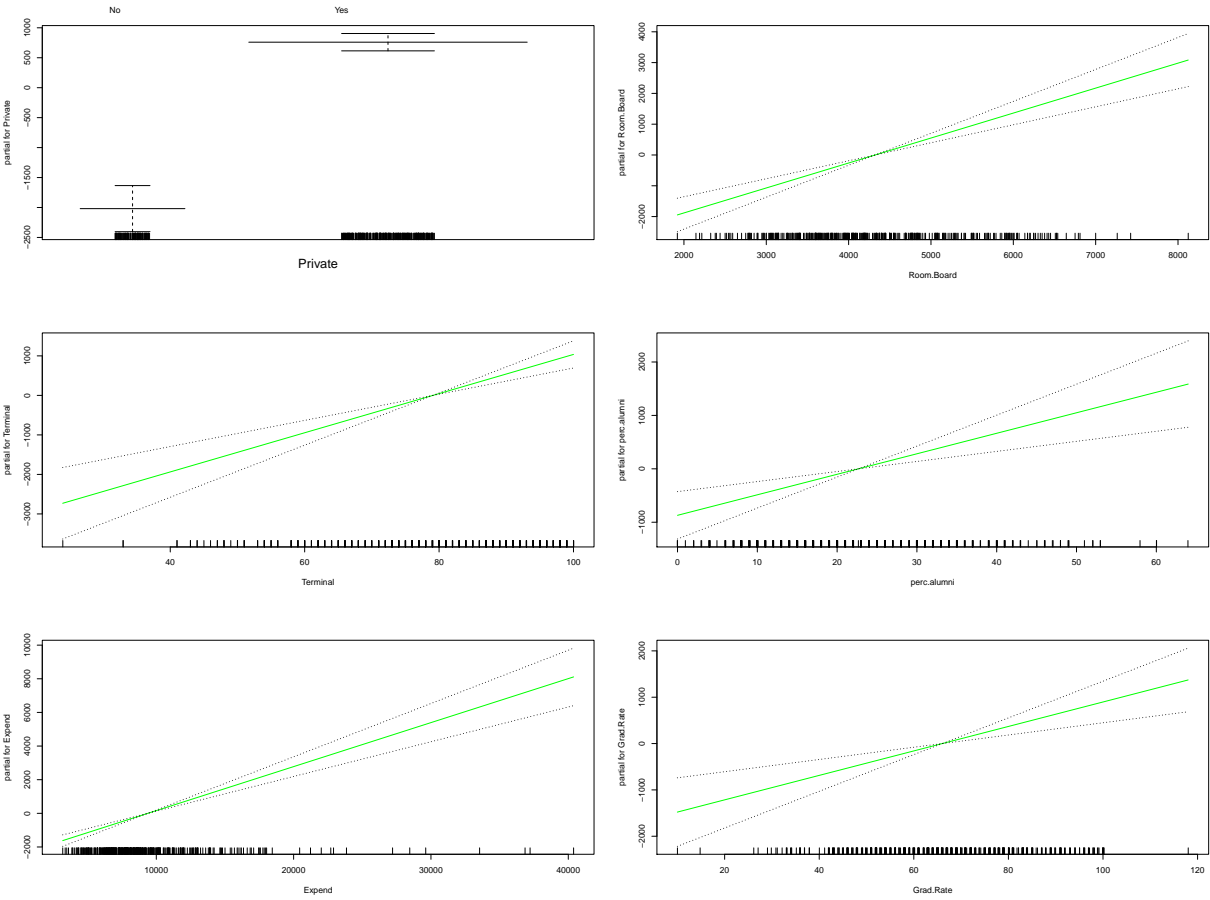 No Yes
partial for Private
1000
500
0
−500
−1500
−2500
Private
partial for Room.Board
4000
3000
2000
1000
0
−2000
2000 3000 4000 5000 6000 7000 8000
Room.Board
partial for Terminal
1000
0
−1000
−2000
−3000
40 60 80 100
Terminal
partial for perc.alumni
2000
1000
0
−1000
0 10 20 30 40 50 60
perc.alumni
partial for Expend
10000
8000
6000
4000
2000
0
−2000
10000 20000 30000 40000
Expend
partial for Grad.Rate
2000
1000
0
−1000
−2000
20 40 60 80 100 120
Grad.Rate